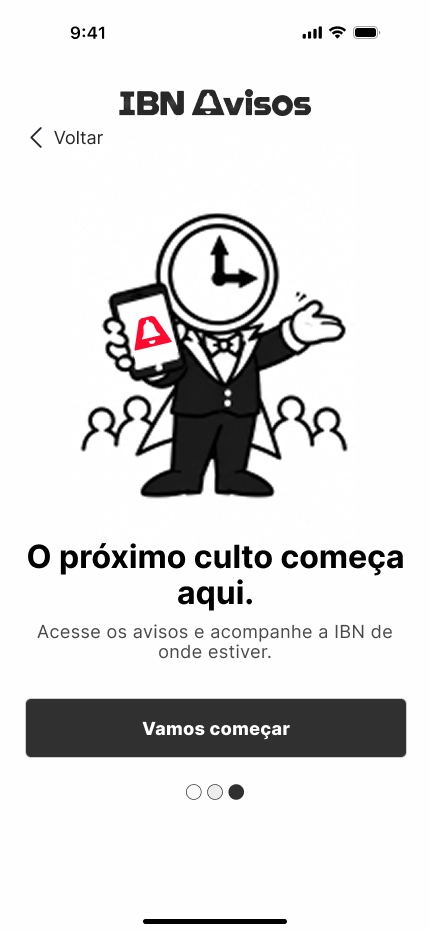 9:41
IBN Avisos
Voltar
O próximo culto começa
aqui.
Acesse os avisos e acompanhe a IBN de
onde estiver.
Vamos começar